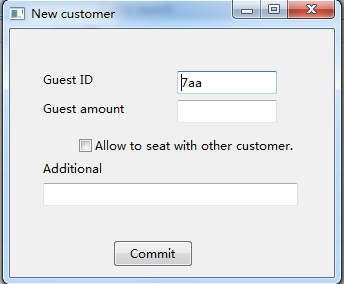 New customer
Guest ID 7aa
Guest amount
Allow to seat with other customer.
Additional
Commit